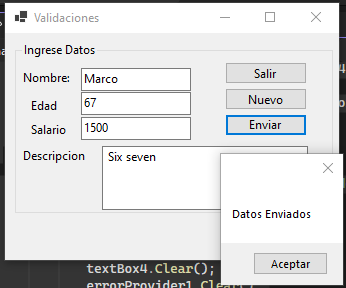 Validaciones
Ingrese Datos
Nombre: Marco Salir
Edad 67 Nuevo
Salario 1500 Enviar
Descripcion Six seven
Datos Enviados
Aceptar
textBox4.Clear();
errorProvider1.Clear